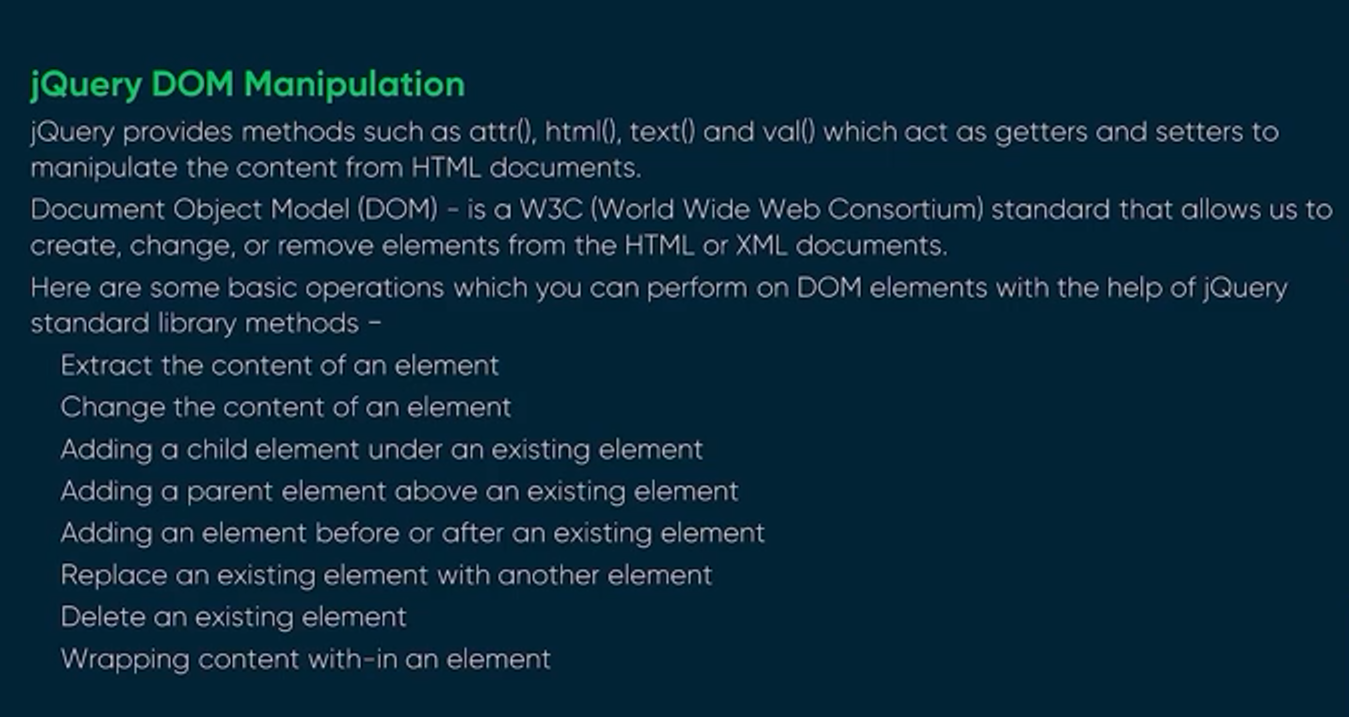 jQuery DOM Manipulation
jQuery provides methods such as attr(), html(), text() and val() which act as getters and setters to
manipulate the content from HTML documents.
Document Object Model (DOM) - is a W3C (World Wide Web Consortium) standard that allows us to
create, change, or remove elements from the HTML or XML documents.
Here are some basic operations which you can perform on DOM elements with the help of jQuery
standard library methods −
Extract the content of an element
Change the content of an element
Adding a child element under an existing element
Adding a parent element above an existing element
Adding an element before or after an existing element
Replace an existing element with another element
Delete an existing element
Wrapping content with-in an element